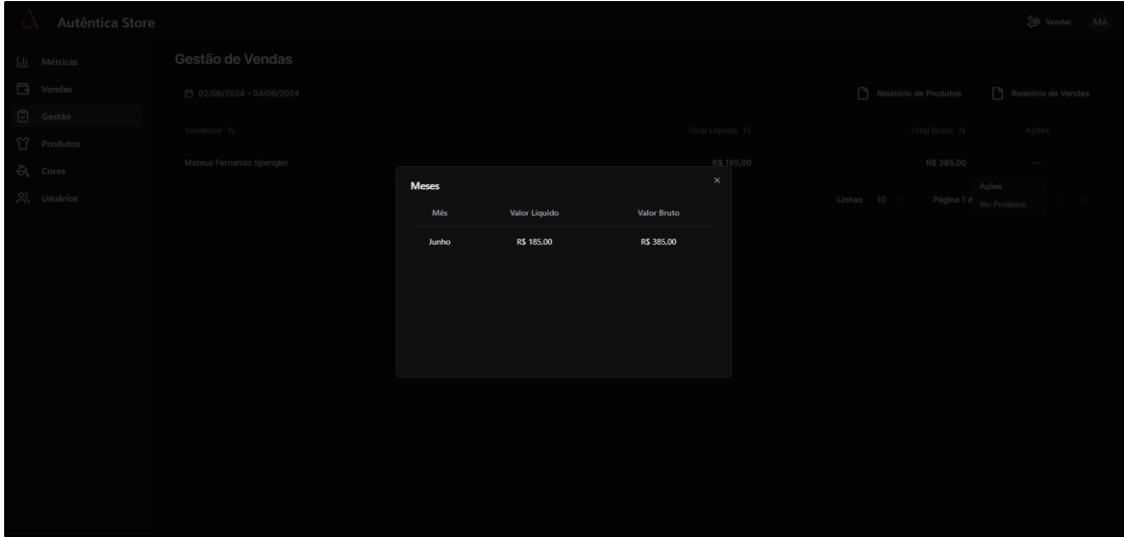 Autêntica Store
Vender MA
Métricas
Vendas
Gestão
Produtos
Cores
Usuários
Gestão de Vendas
02/06/2024 - 04/06/2024
Relatório de Produtos Relatório de Vendas
Vendedor Total Líquido Total Bruto Ações
Mateus Fernando Spengler R$ 185,00 R$ 385,00 ...
Ações
Ver Produtos
Linhas 10 Página 1 d
Meses ×
Mês Valor Líquido Valor Bruto
Junho R$ 185,00 R$ 385,00